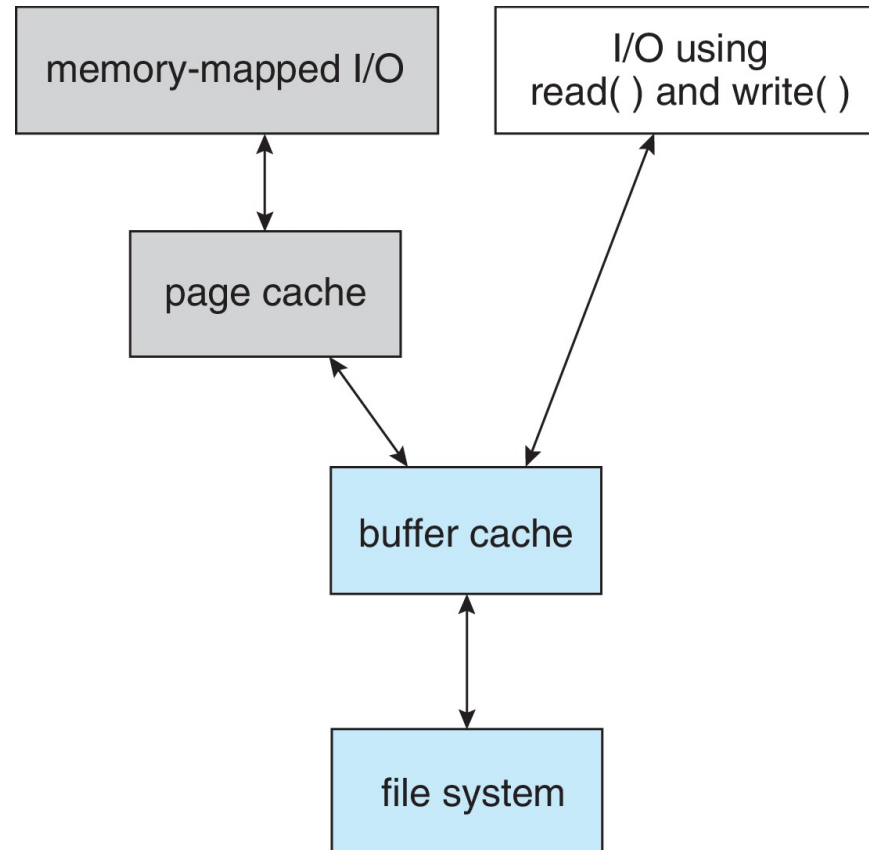 memory-mapped I/O
I/O using
read( ) and write( )
page cache
buffer cache
file system